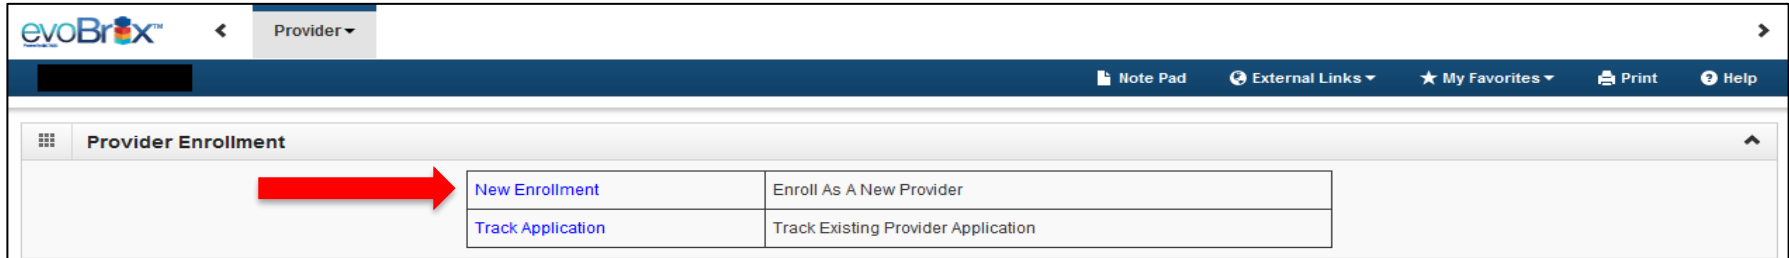 evoBrix™ Provider
Note Pad External Links My Favorites Print Help
Provider Enrollment
New Enrollment Enroll As A New Provider
Track Application Track Existing Provider Application